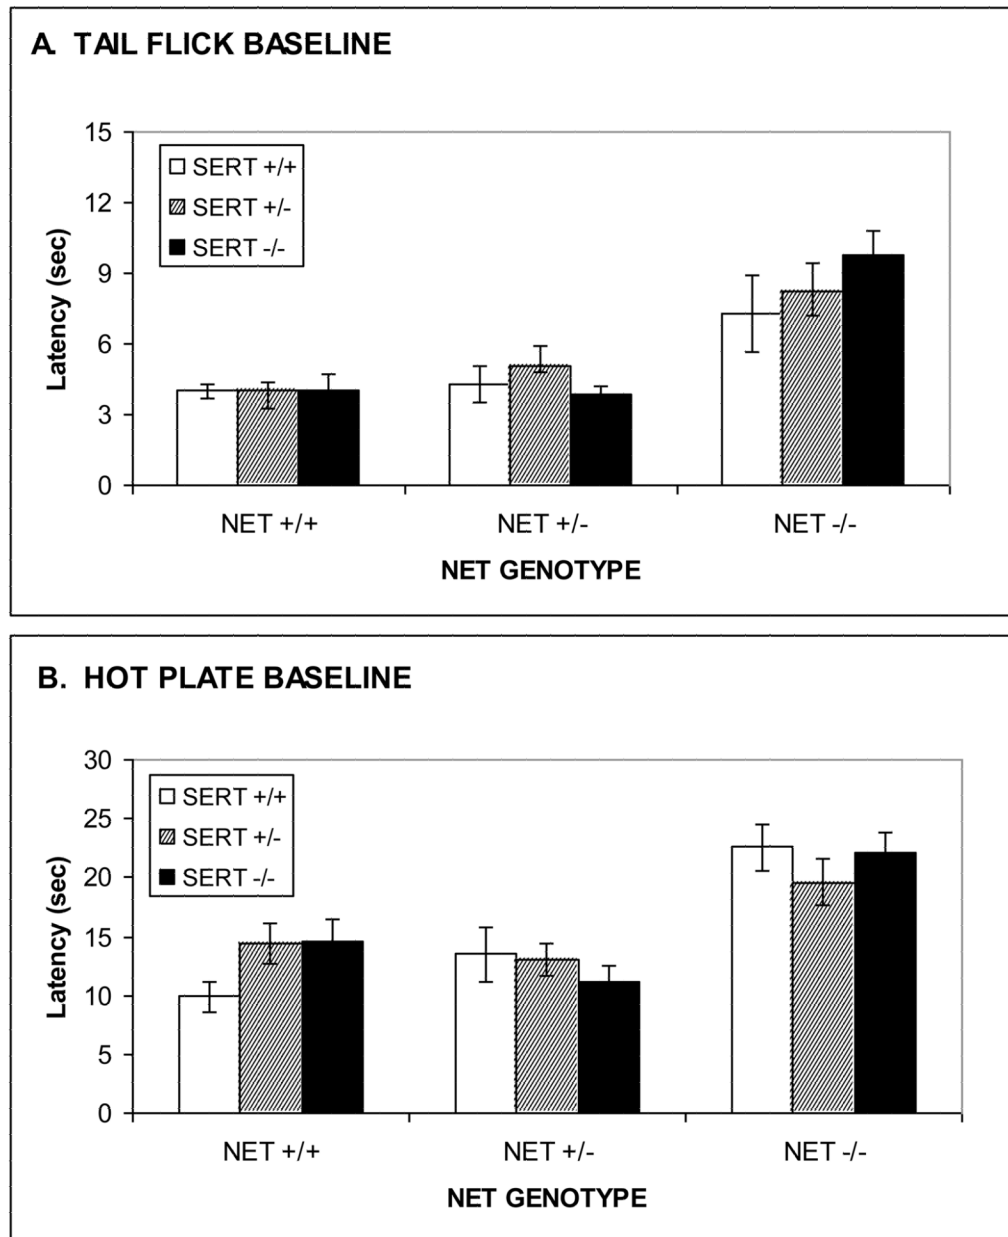 A. TAIL FLICK BASELINE
15
12
9
6
3
0
Latency (sec)
SERT +/+
SERT +/-
SERT -/-
NET +/+ NET +/- NET -/-
NET GENOTYPE
B. HOT PLATE BASELINE
30
25
20
15
10
5
0
Latency (sec)
SERT +/+
SERT +/-
SERT -/-
NET +/+ NET +/- NET -/-
NET GENOTYPE